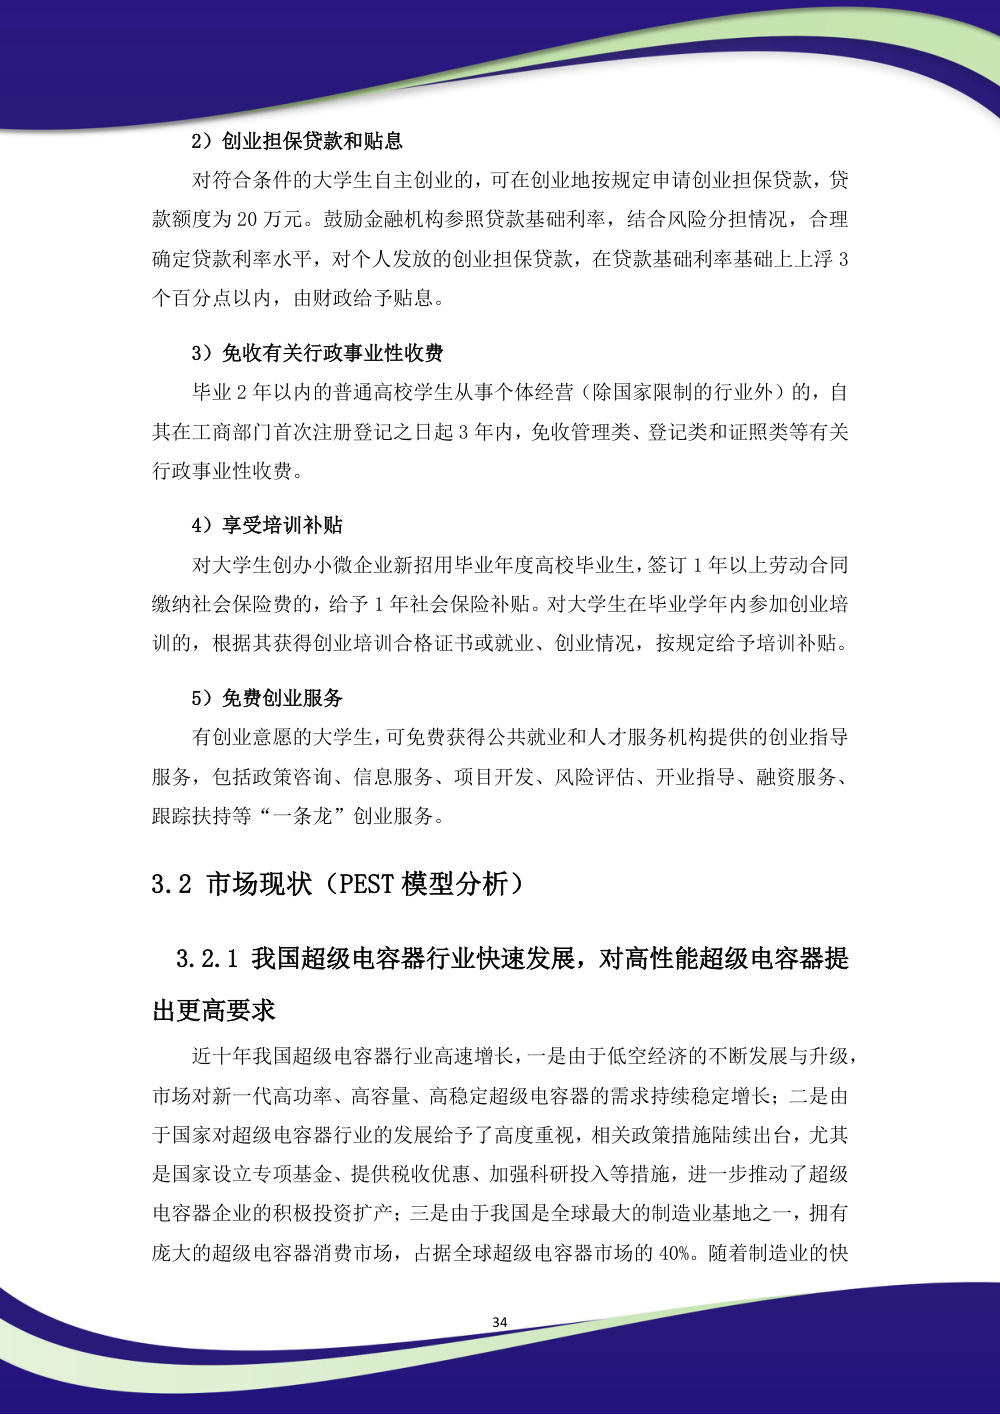 2）创业担保贷款和贴息
对符合条件的大学生自主创业的，可在创业地按规定申请创业担保贷款，贷
款额度为 20 万元。鼓励金融机构参照贷款基础利率，结合风险分担情况，合理
确定贷款利率水平，对个人发放的创业担保贷款，在贷款基础利率基础上上浮 3
个百分点以内，由财政给予贴息。
3）免收有关行政事业性收费
毕业 2 年以内的普通高校学生从事个体经营（除国家限制的行业外）的，自
其在工商部门首次注册登记之日起 3 年内，免收管理类、登记类和证照类等有关
行政事业性收费。
4）享受培训补贴
对大学生创办小微企业新招用毕业年度高校毕业生，签订 1 年以上劳动合同
缴纳社会保险费的，给予 1 年社会保险补贴。对大学生在毕业学年内参加创业培
训的，根据其获得创业培训合格证书或就业、创业情况，按规定给予培训补贴。
5）免费创业服务
有创业意愿的大学生，可免费获得公共就业和人才服务机构提供的创业指导
服务，包括政策咨询、信息服务、项目开发、风险评估、开业指导、融资服务、
跟踪扶持等“一条龙”创业服务。
3.2 市场现状（PEST 模型分析）
3.2.1 我国超级电容器行业快速发展，对高性能超级电容器提
出更高要求
近十年我国超级电容器行业高速增长，一是由于低空经济的不断发展与升级，
市场对新一代高功率、高容量、高稳定超级电容器的需求持续稳定增长；二是由
于国家对超级电容器行业的发展给予了高度重视，相关政策措施陆续出台，尤其
是国家设立专项基金、提供税收优惠、加强科研投入等措施，进一步推动了超级
电容器企业的积极投资扩产；三是由于我国是全球最大的制造业基地之一，拥有
庞大的超级电容器消费市场，占据全球超级电容器市场的 40%。随着制造业的快
34